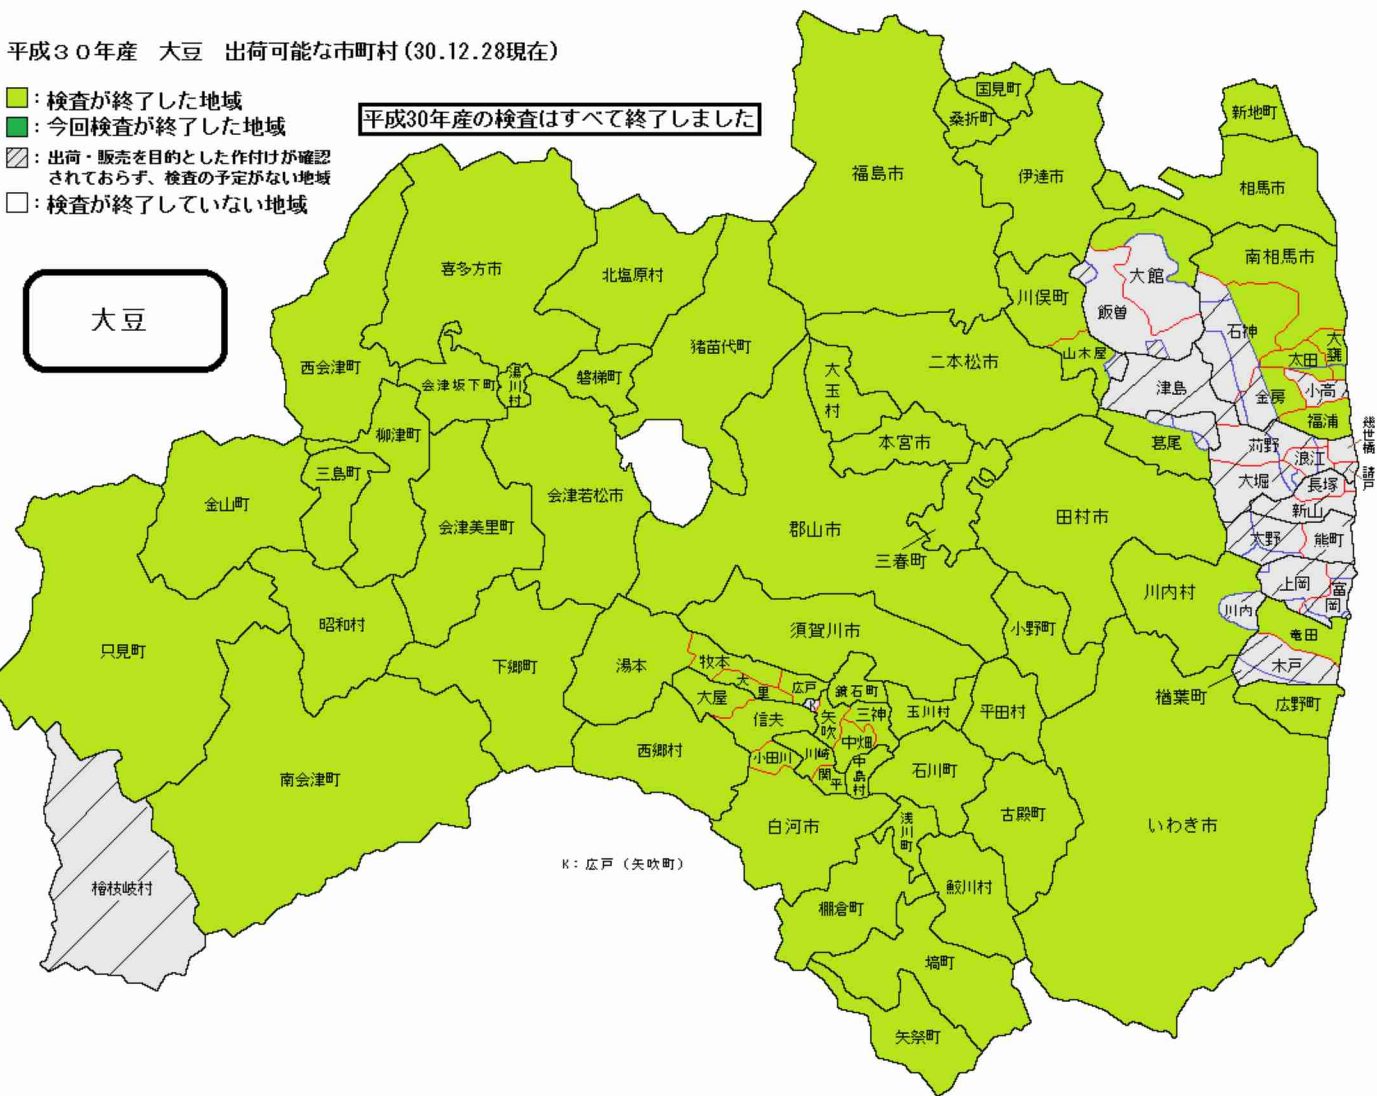 平成３０年産　大豆　出荷可能な市町村(30.12.28現在)
：検査が終了した地域
：今回検査が終了した地域
：出荷・販売を目的とした作付けが確認
されておらず、検査の予定がない地域
：検査が終了していない地域
平成30年産の検査はすべて終了しました
大豆
国見町
桑折町
新地町
福島市
伊達市
相馬市
喜多方市
北塩原村
南相馬市
大館
川俣町
飯曽
石神
猪苗代町
山木屋
二本松市
太田
大甕
西会津町
会津坂下町
湯川村
磐梯町
大玉村
津島
金房
小高
福浦
柳津町
本宮市
葛尾
苅野
浪江
幾世橋
請戸
三島町
金山町
会津若松市
会津美里町
大堀
長塚
新山
郡山市
田村市
三春町
大野
熊町
川内村
上岡
富岡
川内
昭和村
只見町
下郷町
湯本
須賀川市
小野町
竜田
木戸
楢葉町
広野町
牧本
大里
広戸
K
鏡石町
大屋
信夫
矢吹
三神
玉川村
平田村
中畑
西郷村
小田川
川崎
関平
中島村
石川町
南会津町
古殿町
白河市
浅川町
いわき市
K：広戸（矢吹町）
檜枝岐村
鮫川村
棚倉町
塙町
矢祭町